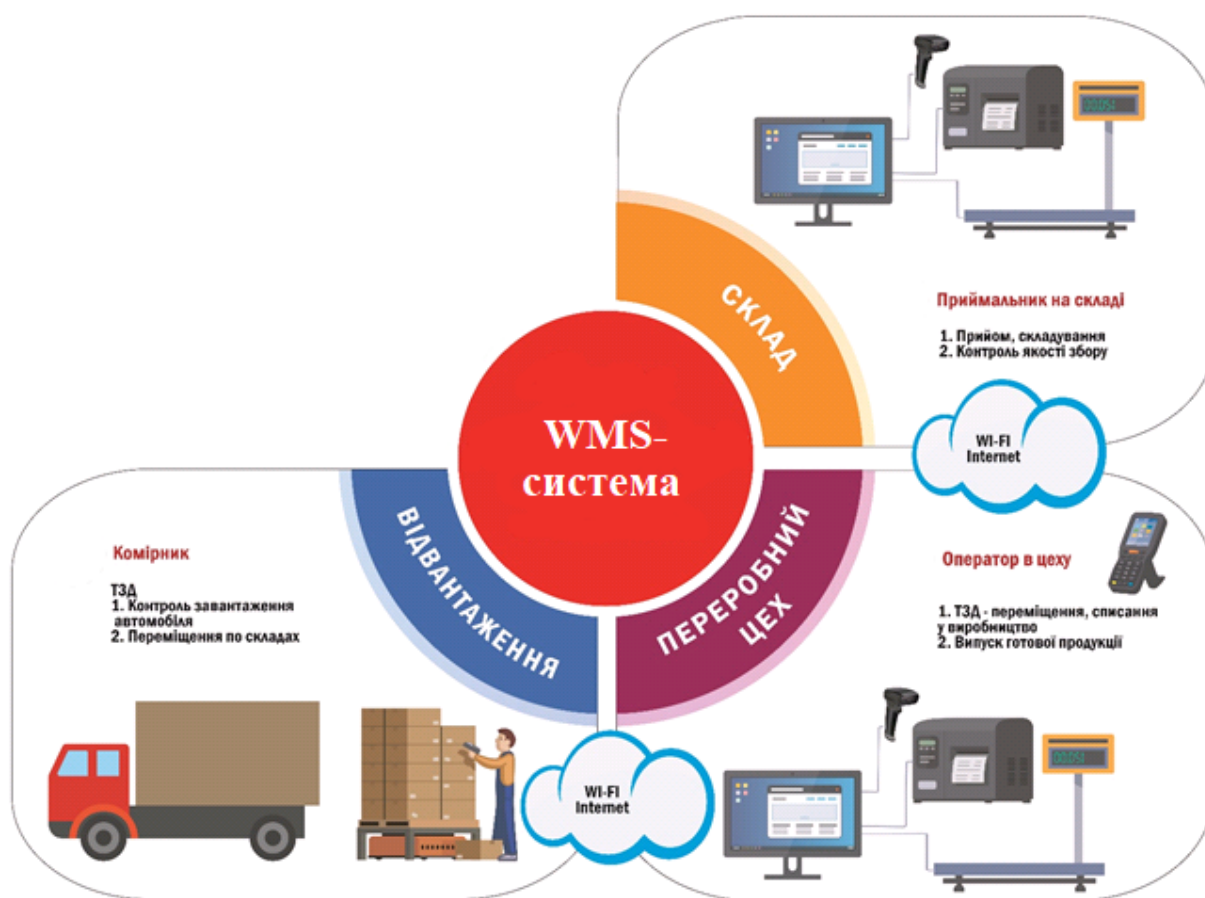 СКЛАД
Приймальник на складі
1. Прийом, складування
2. Контроль якості збору
WI-FI
Internet
WMS-
система
ВІДВАНТАЖЕННЯ
ПЕРЕРОБНИЙ
ЦЕХ
Комірник
ТЗД
1. Контроль завантаження
автомобіля
2. Переміщення по складах
Оператор в цеху
1. ТЗД - переміщення, списання
у виробництво
2. Випуск готової продукції
WI-FI
Internet